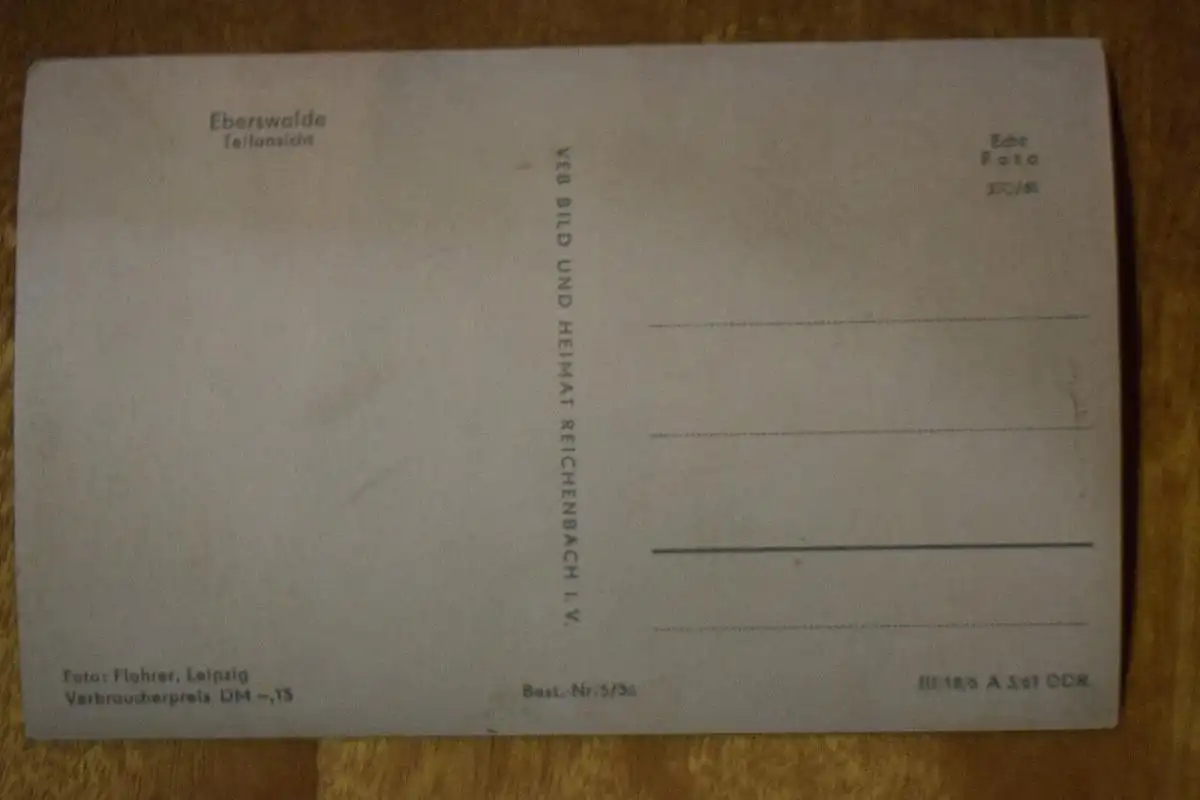 Eberswalde
Teilansicht
VEB BILD UND HEIMAT REICHENBACH I. V.
Echt
Foto
Foto: Flohrer, Leipzig
Verbraucherpreis DM -,15
Best.-Nr. 5/36
III/18/6 A 5/61 DDR